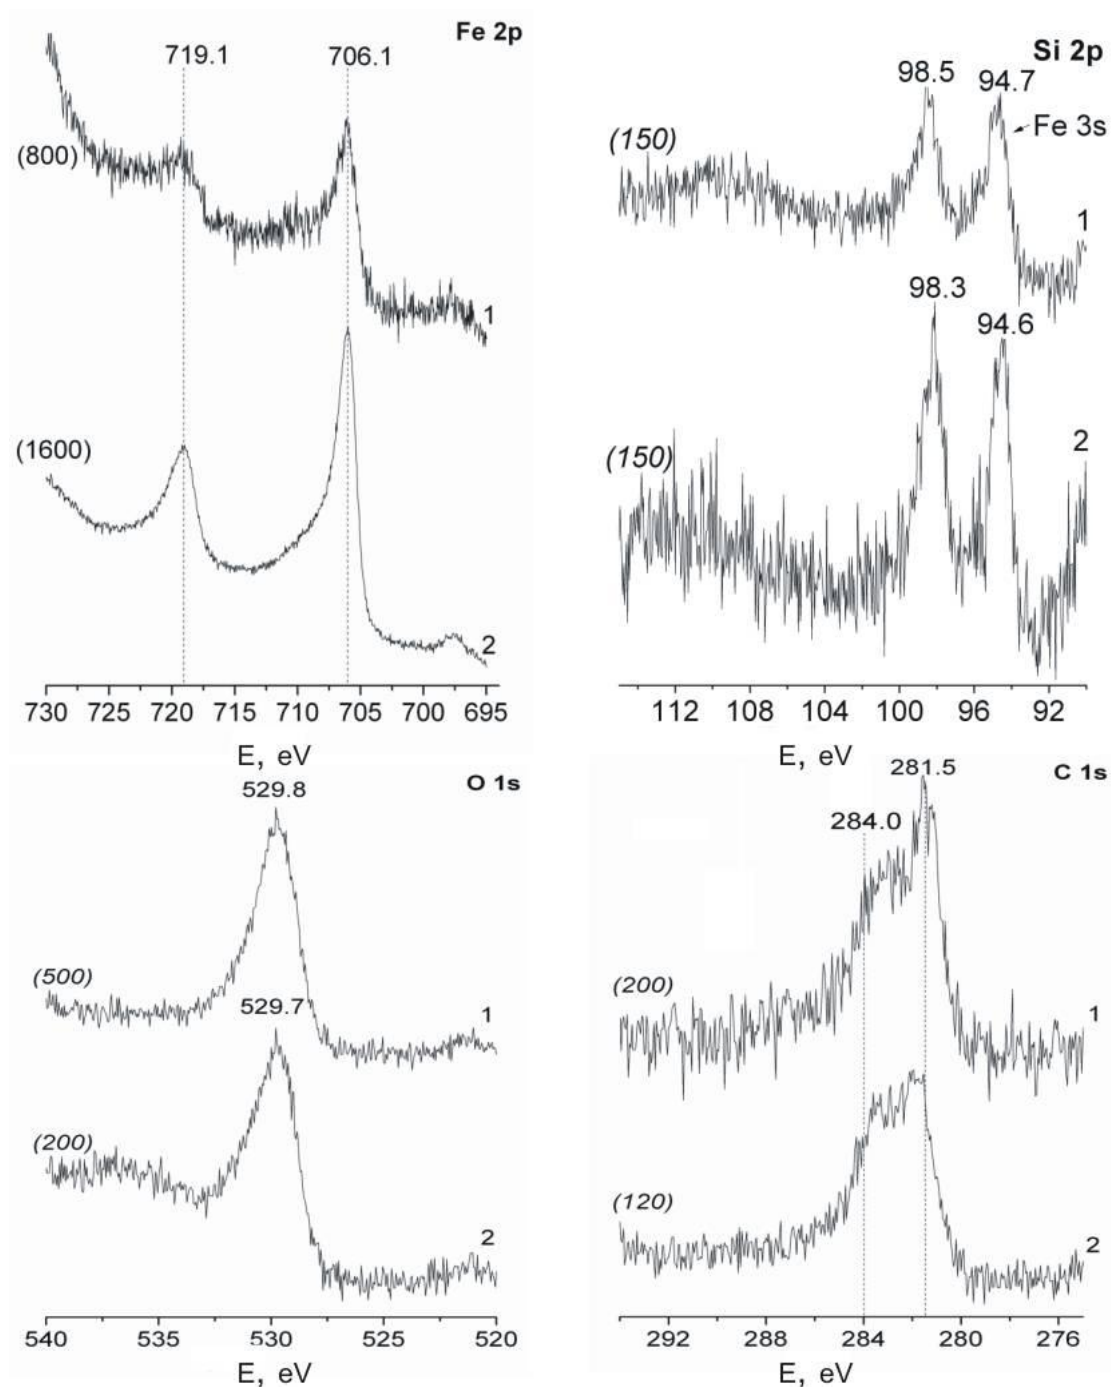 Fe 2p
719.1
706.1
(800)
1
(1600)
2
730 725 720 715 710 705 700 695
E, eV
Si 2p
98.5
94.7
Fe 3s
(150)
1
98.3
94.6
(150)
2
112 108 104 100 96 92
E, eV
O 1s
529.8
(500)
1
529.7
(200)
2
540 535 530 525 520
E, eV
C 1s
281.5
284.0
(200)
1
(120)
2
292 288 284 280 276
E, eV